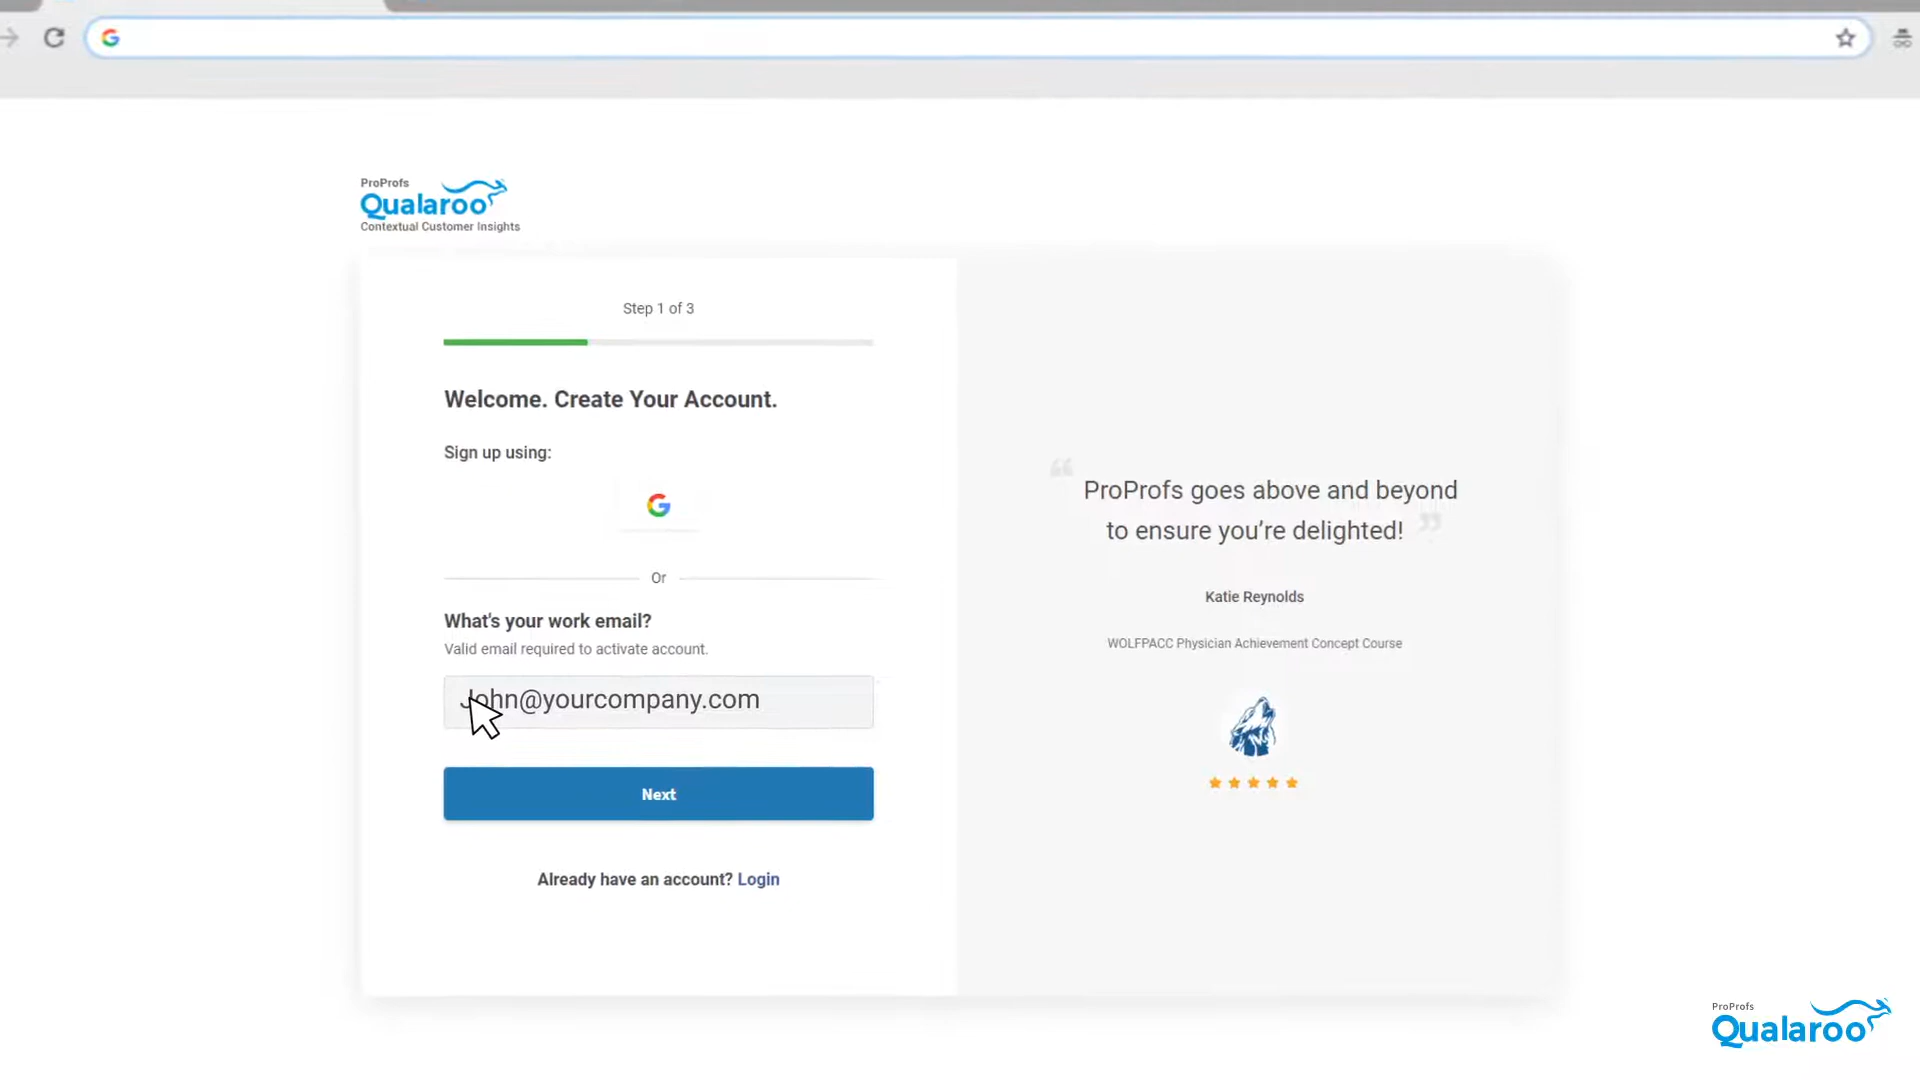 ProProfs
Qualaroo
Contextual Customer Insights
Step 1 of 3
Welcome. Create Your Account.
Sign up using:
Or
What's your work email?
Valid email required to activate account.
John@yourcompany.com
Next
Already have an account? Login
“ ProProfs goes above and beyond
to ensure you’re delighted! ”
Katie Reynolds
WOLFPACC Physician Achievement Concept Course
ProProfs
Qualaroo